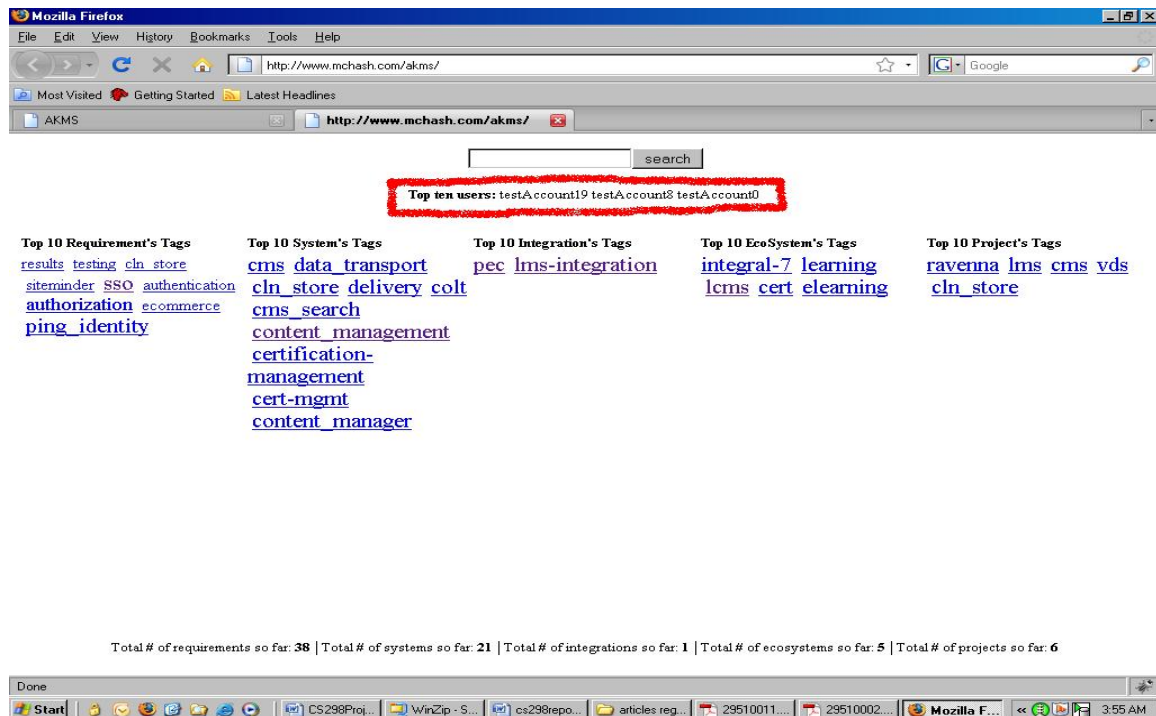 Mozilla Firefox
File Edit View History Bookmarks Tools Help
http://www.mchash.com/akms/ G Google
Most Visited Getting Started Latest Headlines
AKMS http://www.mchash.com/akms/
search
Top ten users: testAccount19 testAccount8 testAccount0
Top 10 Requirement's Tags Top 10 System's Tags Top 10 Integration's Tags Top 10 EcoSystem's Tags Top 10 Project's Tags
results testing cln_store cms data_transport pec lms-integration integral-7 learning ravenna lms cms vds
siteminder SSO authentication cln_store delivery colt lcms cert elearning cln_store
authorization ecommerce cms_search
ping_identity content_management
certification-
management
cert-mgmt
content_manager
Total # of requirements so far: 38 | Total # of systems so far: 21 | Total # of integrations so far: 1 | Total # of ecosystems so far: 5 | Total # of projects so far: 6
Done
Start CS298Proj... WinZip - S... cs298repo... articles reg... 29510011.... 29510002.... Mozilla F... « 3:55 AM